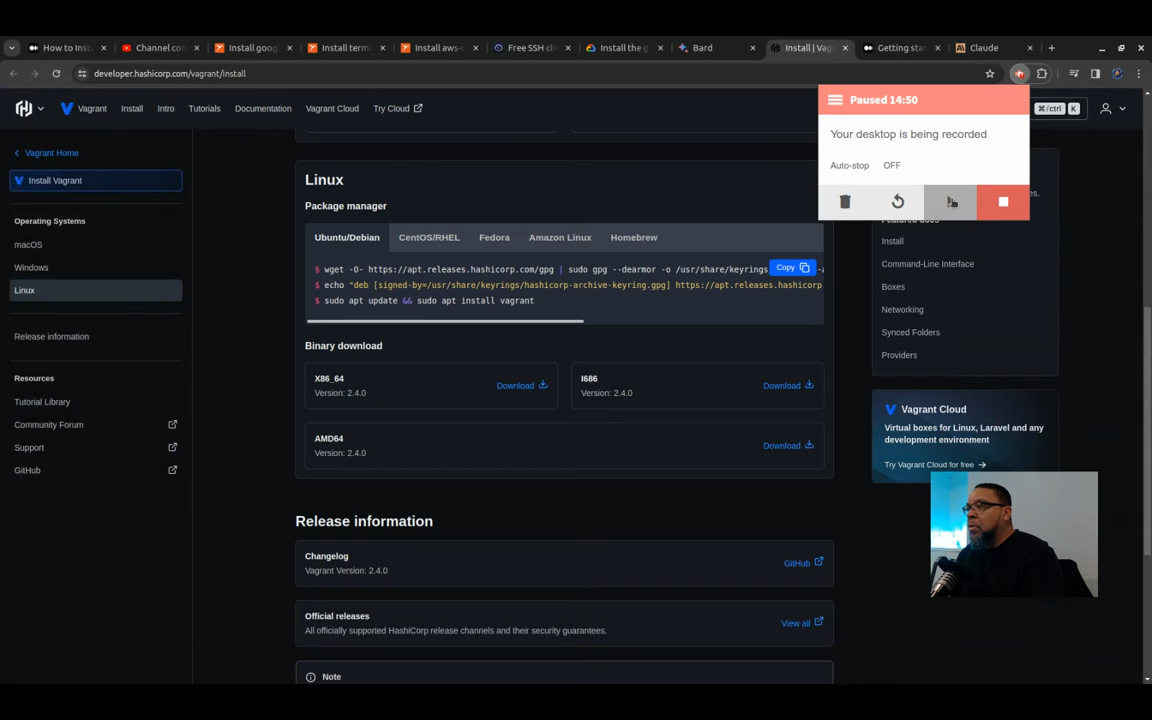 How to Inst
Channel con
Install goog
Install term
Install aws-c
Free SSH cli
Install the g
Bard
Install | Vag
Getting star
Claude
developer.hashicorp.com/vagrant/install
Vagrant
Install
Intro
Tutorials
Documentation
Vagrant Cloud
Try Cloud
⌘/ctrl
K
Paused 14:50
Your desktop is being recorded
Auto-stop OFF
Vagrant Home
Install Vagrant
Operating Systems
macOS
Windows
Linux
Release information
Resources
Tutorial Library
Community Forum
Support
GitHub
Linux
Package manager
Ubuntu/Debian
CentOS/RHEL
Fedora
Amazon Linux
Homebrew
$ wget -O- https://apt.releases.hashicorp.com/gpg | sudo gpg --dearmor -o /usr/share/keyrings
Copy
$ echo "deb [signed-by=/usr/share/keyrings/hashicorp-archive-keyring.gpg] https://apt.releases.hashicorp
$ sudo apt update && sudo apt install vagrant
Binary download
X86_64
Version: 2.4.0
Download
I686
Version: 2.4.0
Download
AMD64
Version: 2.4.0
Download
Release information
Changelog
Vagrant Version: 2.4.0
GitHub
Official releases
All officially supported HashiCorp release channels and their security guarantees.
View all
Note
Install
Command-Line Interface
Boxes
Networking
Synced Folders
Providers
Vagrant Cloud
Virtual boxes for Linux, Laravel and any
development environment
Try Vagrant Cloud for free